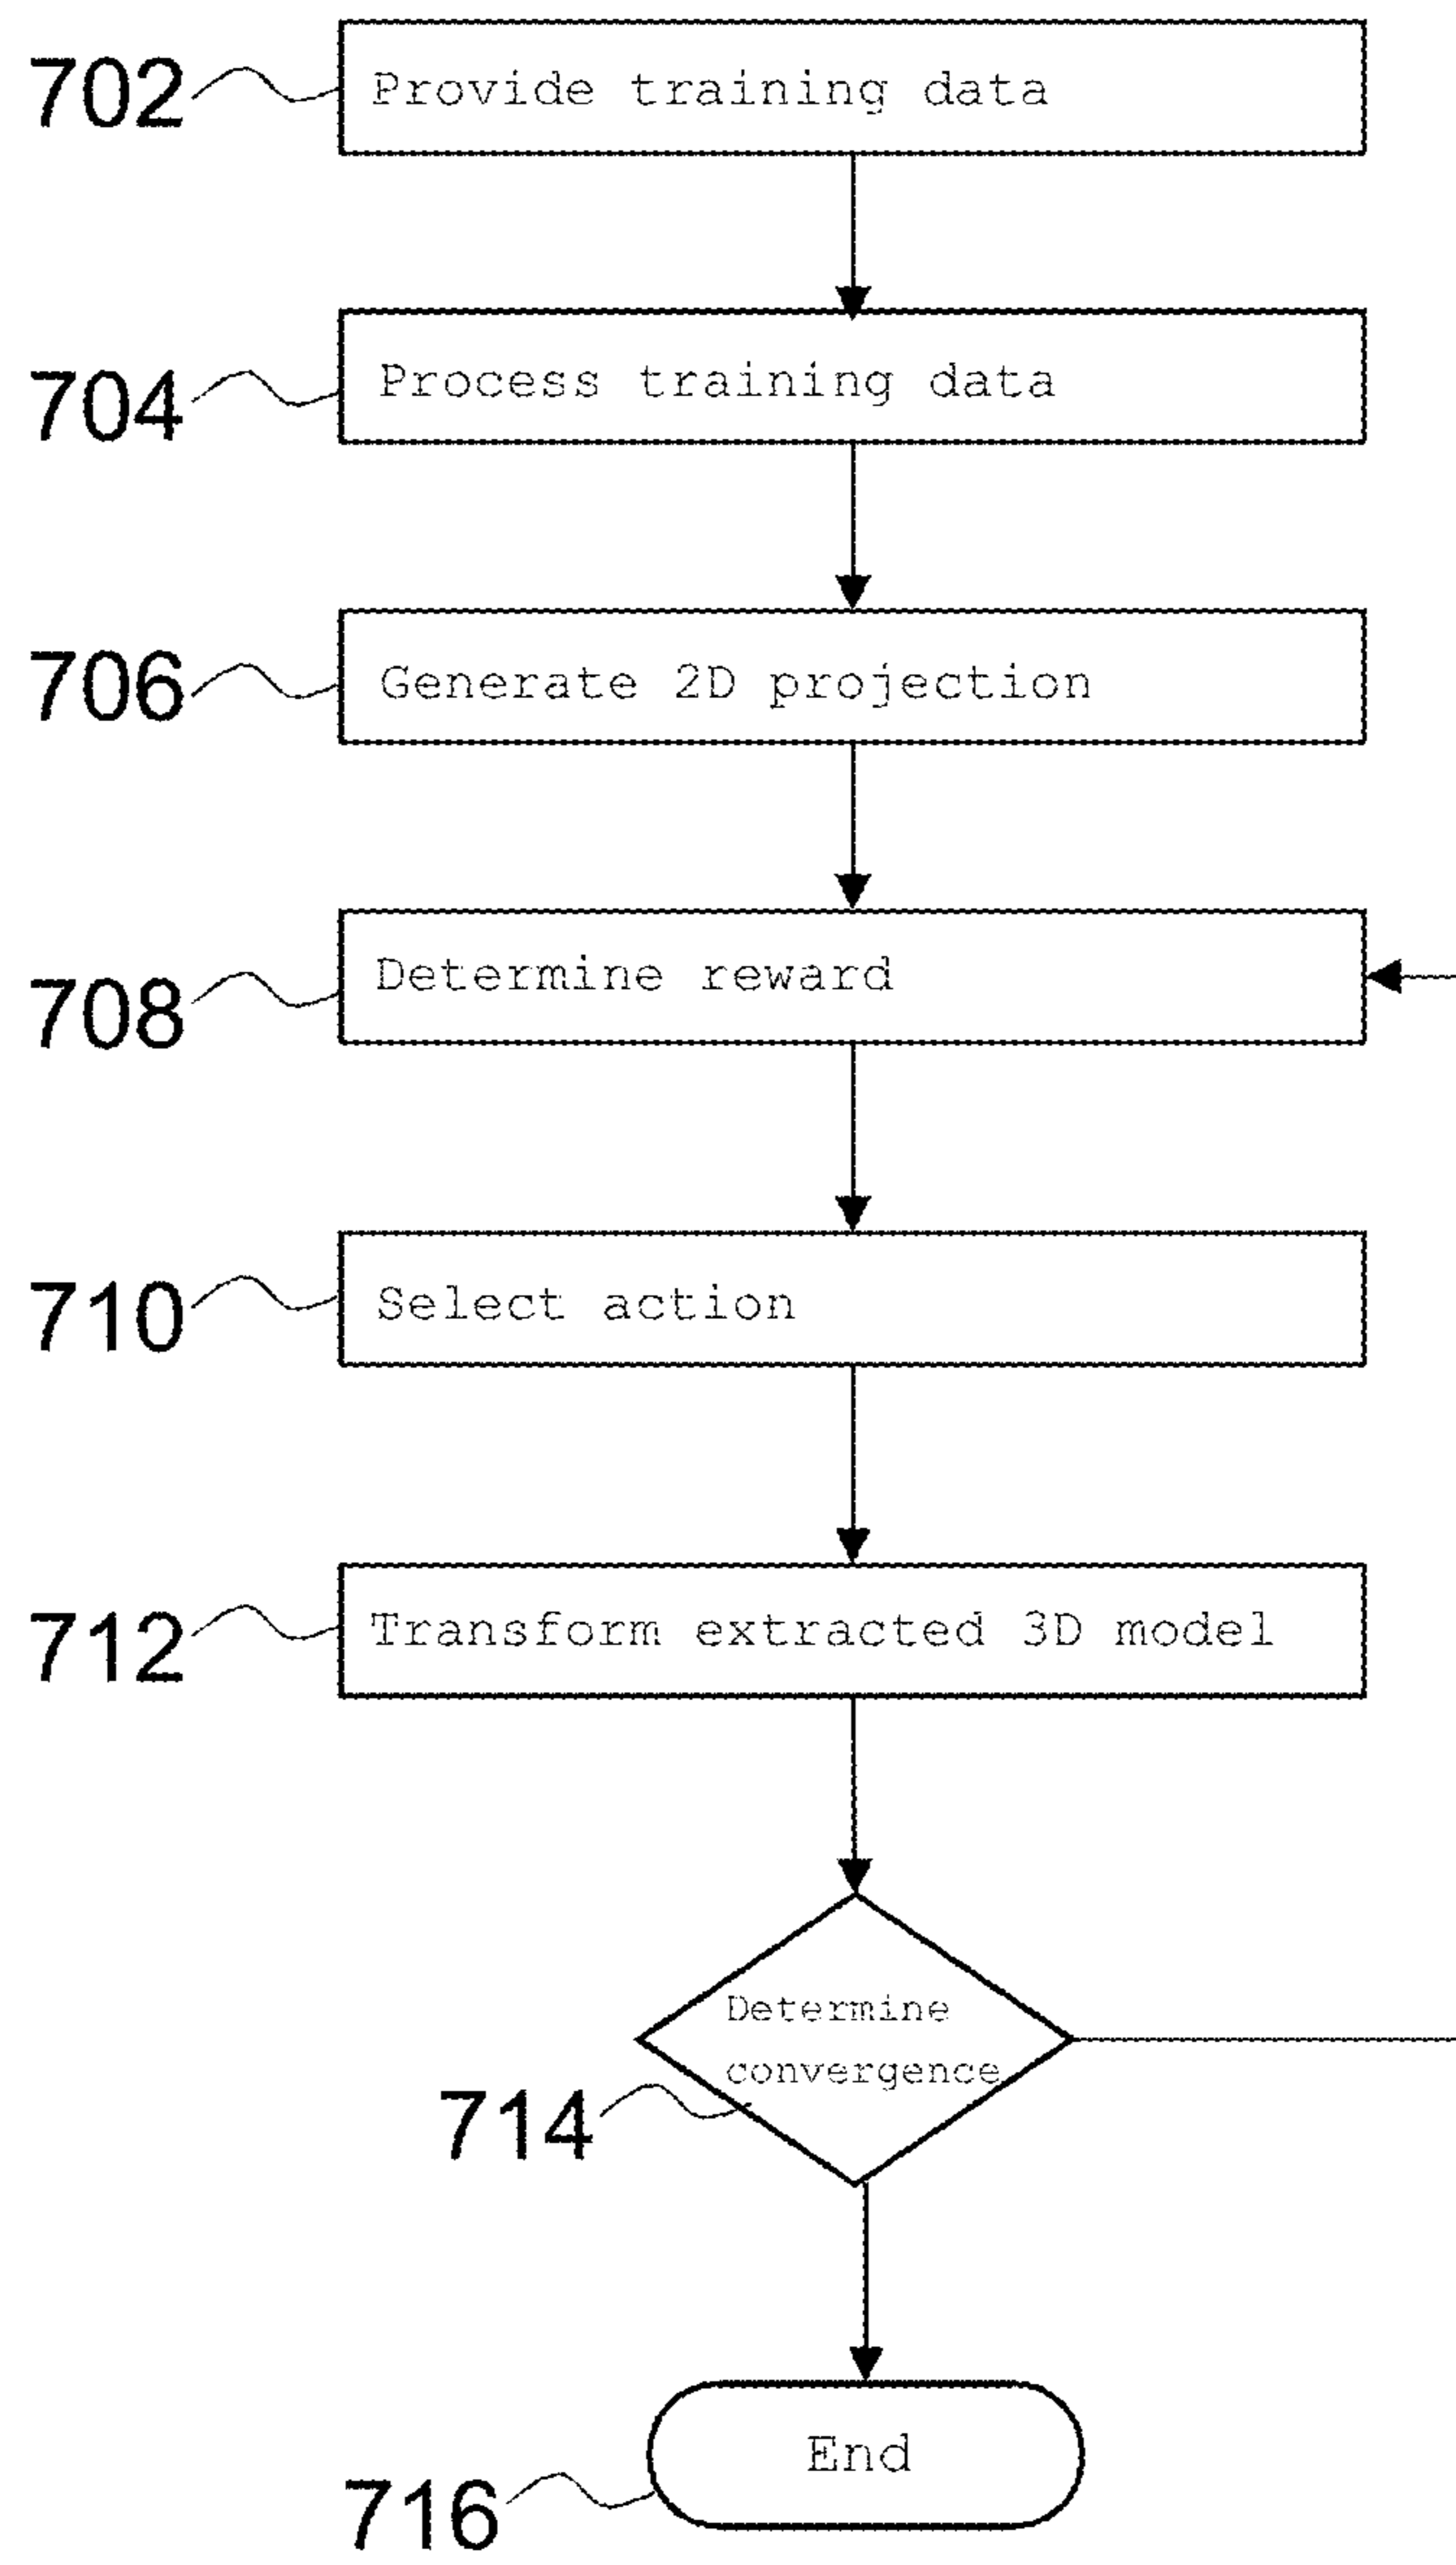 702
Provide training data
704
Process training data
706
Generate 2D projection
708
Determine reward
710
Select action
712
Transform extracted 3D model
Determine
convergence
714
End
716